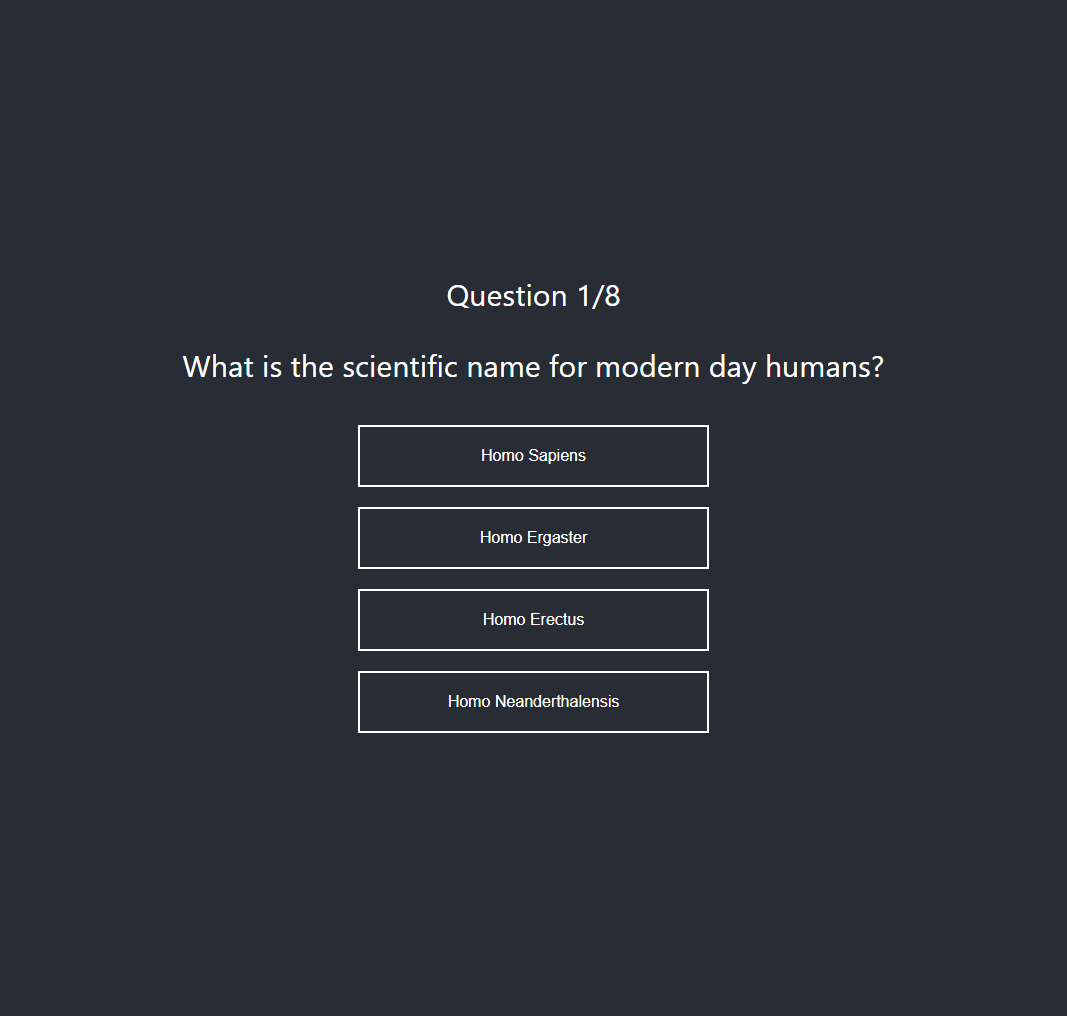 Question 1/8
What is the scientific name for modern day humans?
Homo Sapiens
Homo Ergaster
Homo Erectus
Homo Neanderthalensis